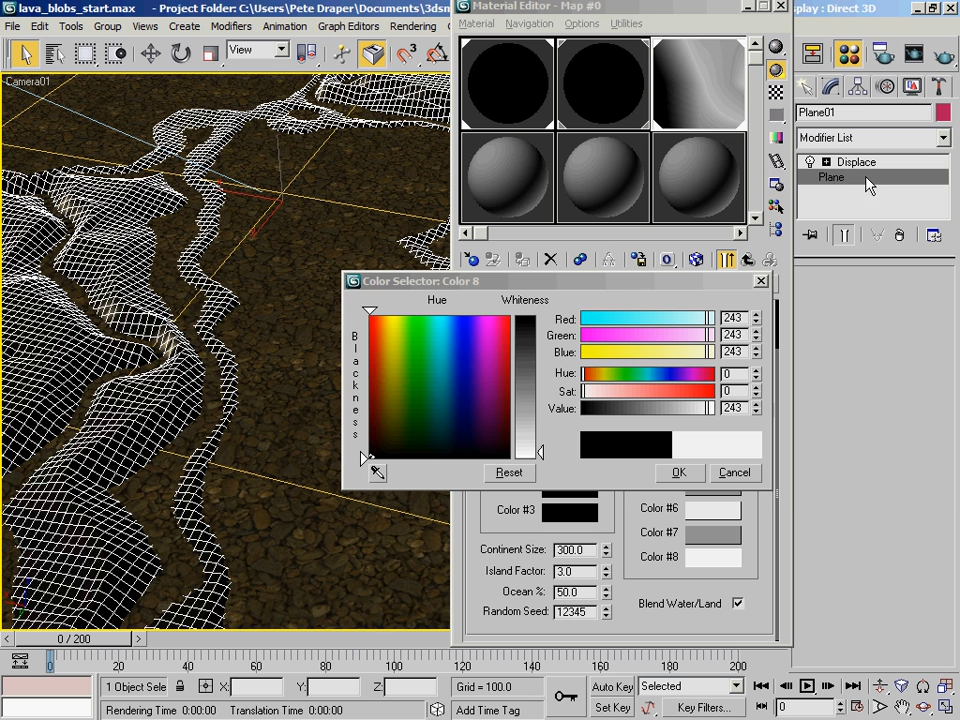 lava_blobs_start.max - Project Folder: C:\Users\Pete Draper\Documents\3dsm
Material Editor - Map #0
splay : Direct 3D
File Edit Tools Group Views Create Modifiers Animation Graph Editors Rendering
Material Navigation Options Utilities
View
Camera01
Plane01
Modifier List
Displace
Plane
Color Selector: Color 8
Hue Whiteness
Blackness
Red: 243
Green: 243
Blue: 243
Hue: 0
Sat: 0
Value: 243
Reset OK Cancel
Color #3
Color #6
Color #7
Color #8
Continent Size: 300.0
Island Factor: 3.0
Ocean %: 50.0
Random Seed: 12345
Blend Water/Land
0 / 200
0 20 40 60 80 100 120 140 160 180 200
1 Object Sele X: Y: Z: Grid = 100.0 Auto Key Selected
Rendering Time 0:00:00 Translation Time 0:00:00 Add Time Tag Set Key Key Filters... 0